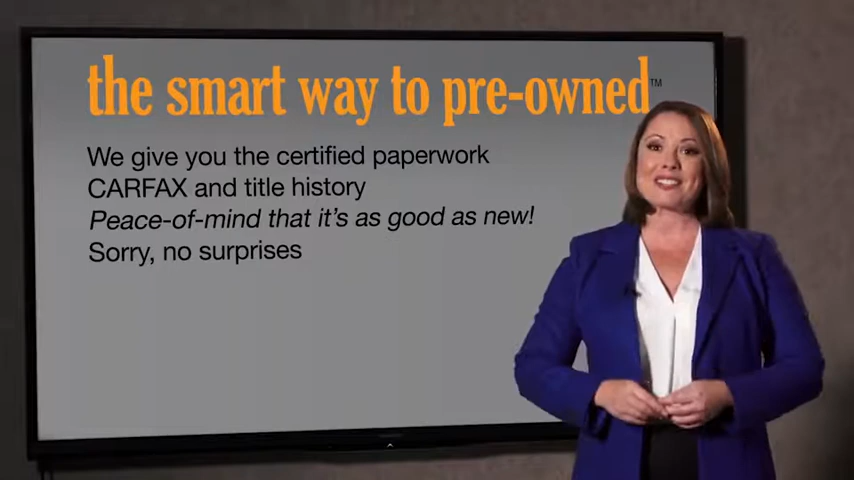 the smart way to pre-owned™
We give you the certified paperwork
CARFAX and title history
Peace-of-mind that it's as good as new!
Sorry, no surprises